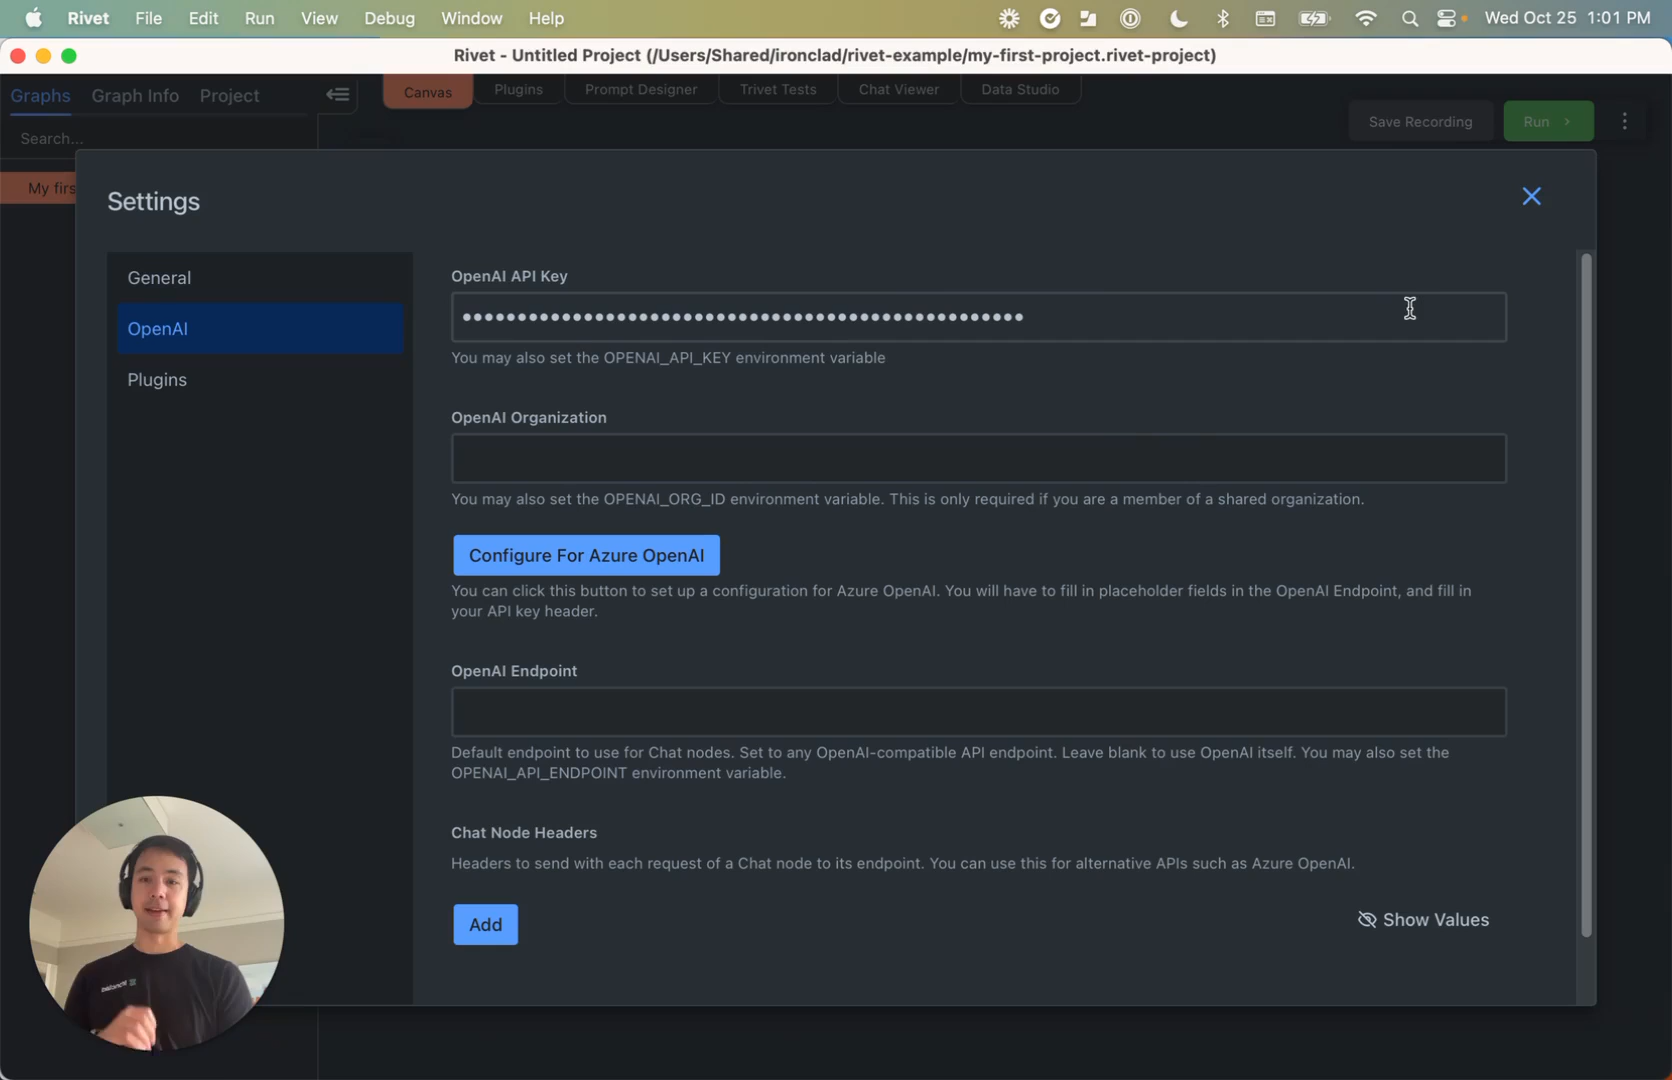 Rivet File Edit Run View Debug Window Help Wed Oct 25 1:01 PM
Rivet - Untitled Project (/Users/Shared/ironclad/rivet-example/my-first-project.rivet-project)
Graphs Graph Info Project Canvas Plugins Prompt Designer Trivet Tests Chat Viewer Data Studio
Save Recording Run
Search...
My firs
Settings
General
OpenAI
Plugins
OpenAI API Key
You may also set the OPENAI_API_KEY environment variable
OpenAI Organization
You may also set the OPENAI_ORG_ID environment variable. This is only required if you are a member of a shared organization.
Configure For Azure OpenAI
You can click this button to set up a configuration for Azure OpenAI. You will have to fill in placeholder fields in the OpenAI Endpoint, and fill in
your API key header.
OpenAI Endpoint
Default endpoint to use for Chat nodes. Set to any OpenAI-compatible API endpoint. Leave blank to use OpenAI itself. You may also set the
OPENAI_API_ENDPOINT environment variable.
Chat Node Headers
Headers to send with each request of a Chat node to its endpoint. You can use this for alternative APIs such as Azure OpenAI.
Add Show Values